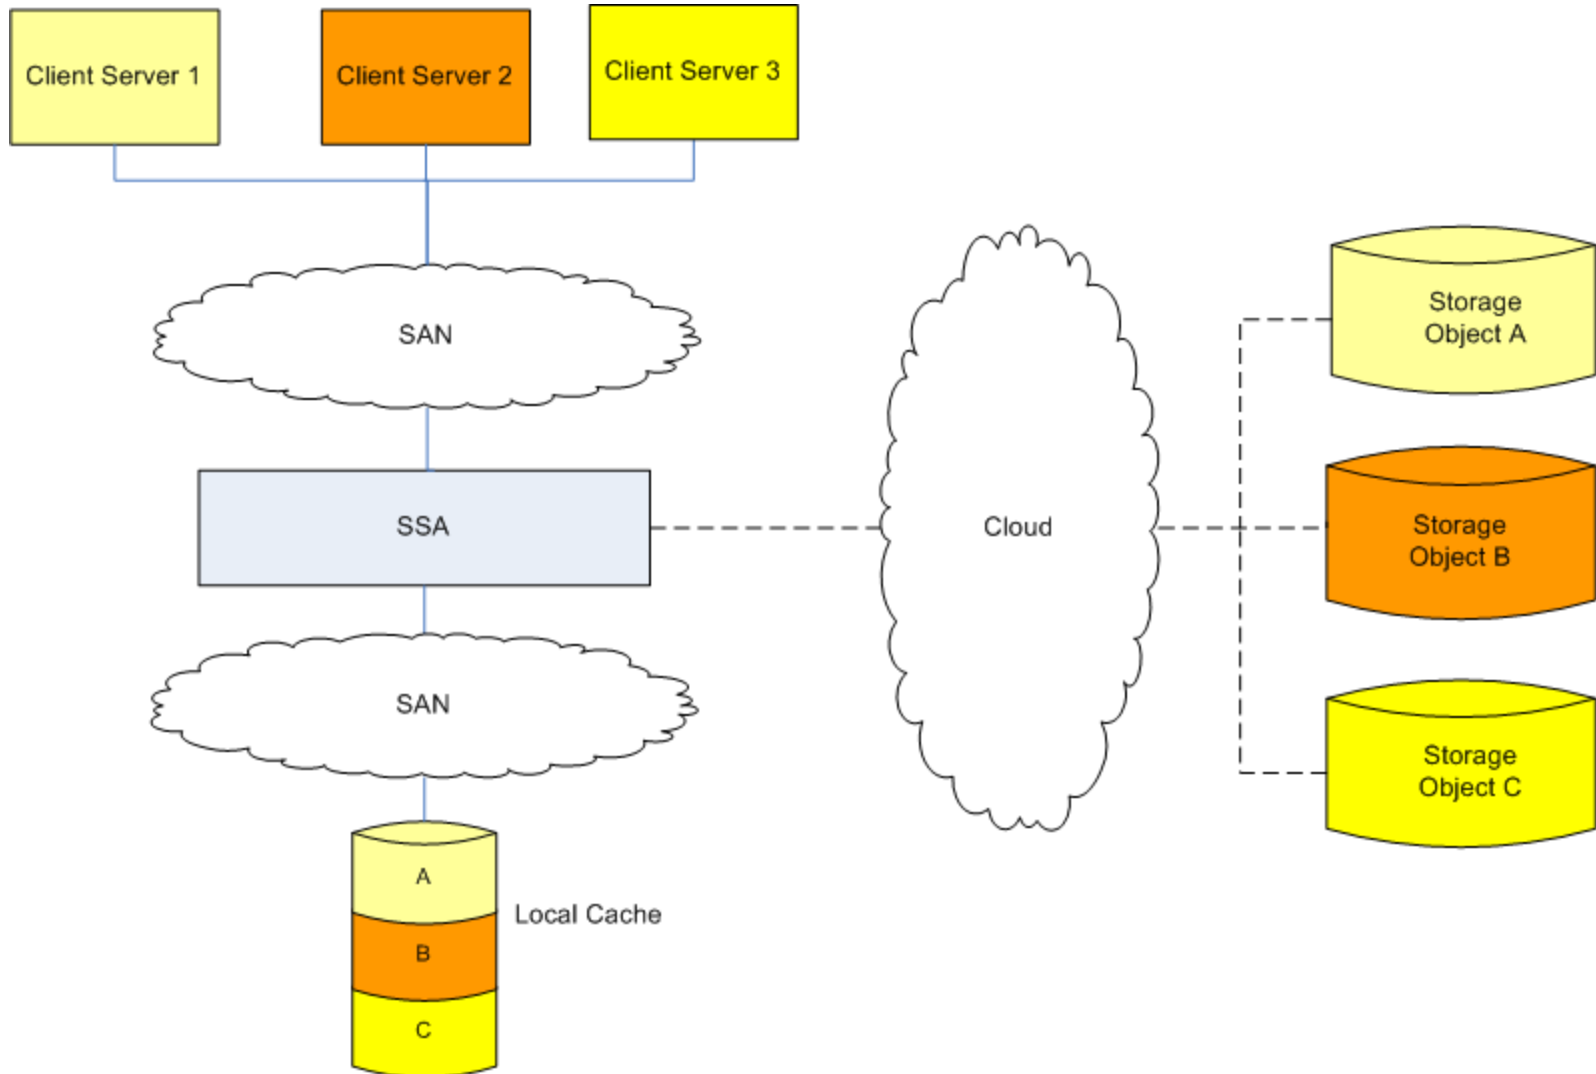 Client Server 1
Client Server 2
Client Server 3
SAN
SSA
SAN
A
B
C
Local Cache
Cloud
Storage
Object A
Storage
Object B
Storage
Object C